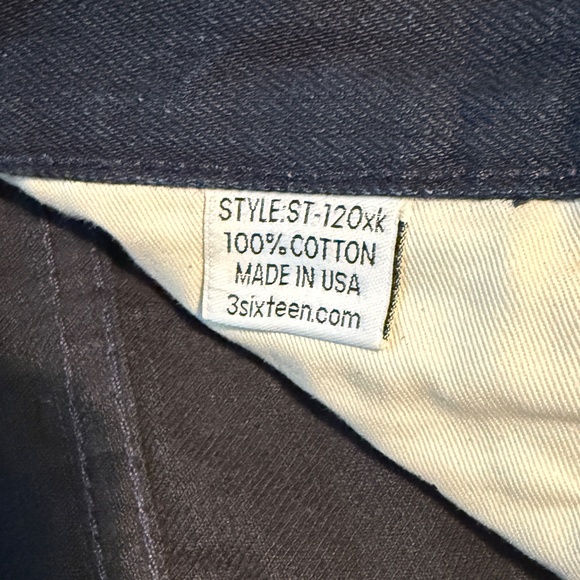 STYLE:ST-120xk
100% COTTON
MADE IN USA
3sixteen.com